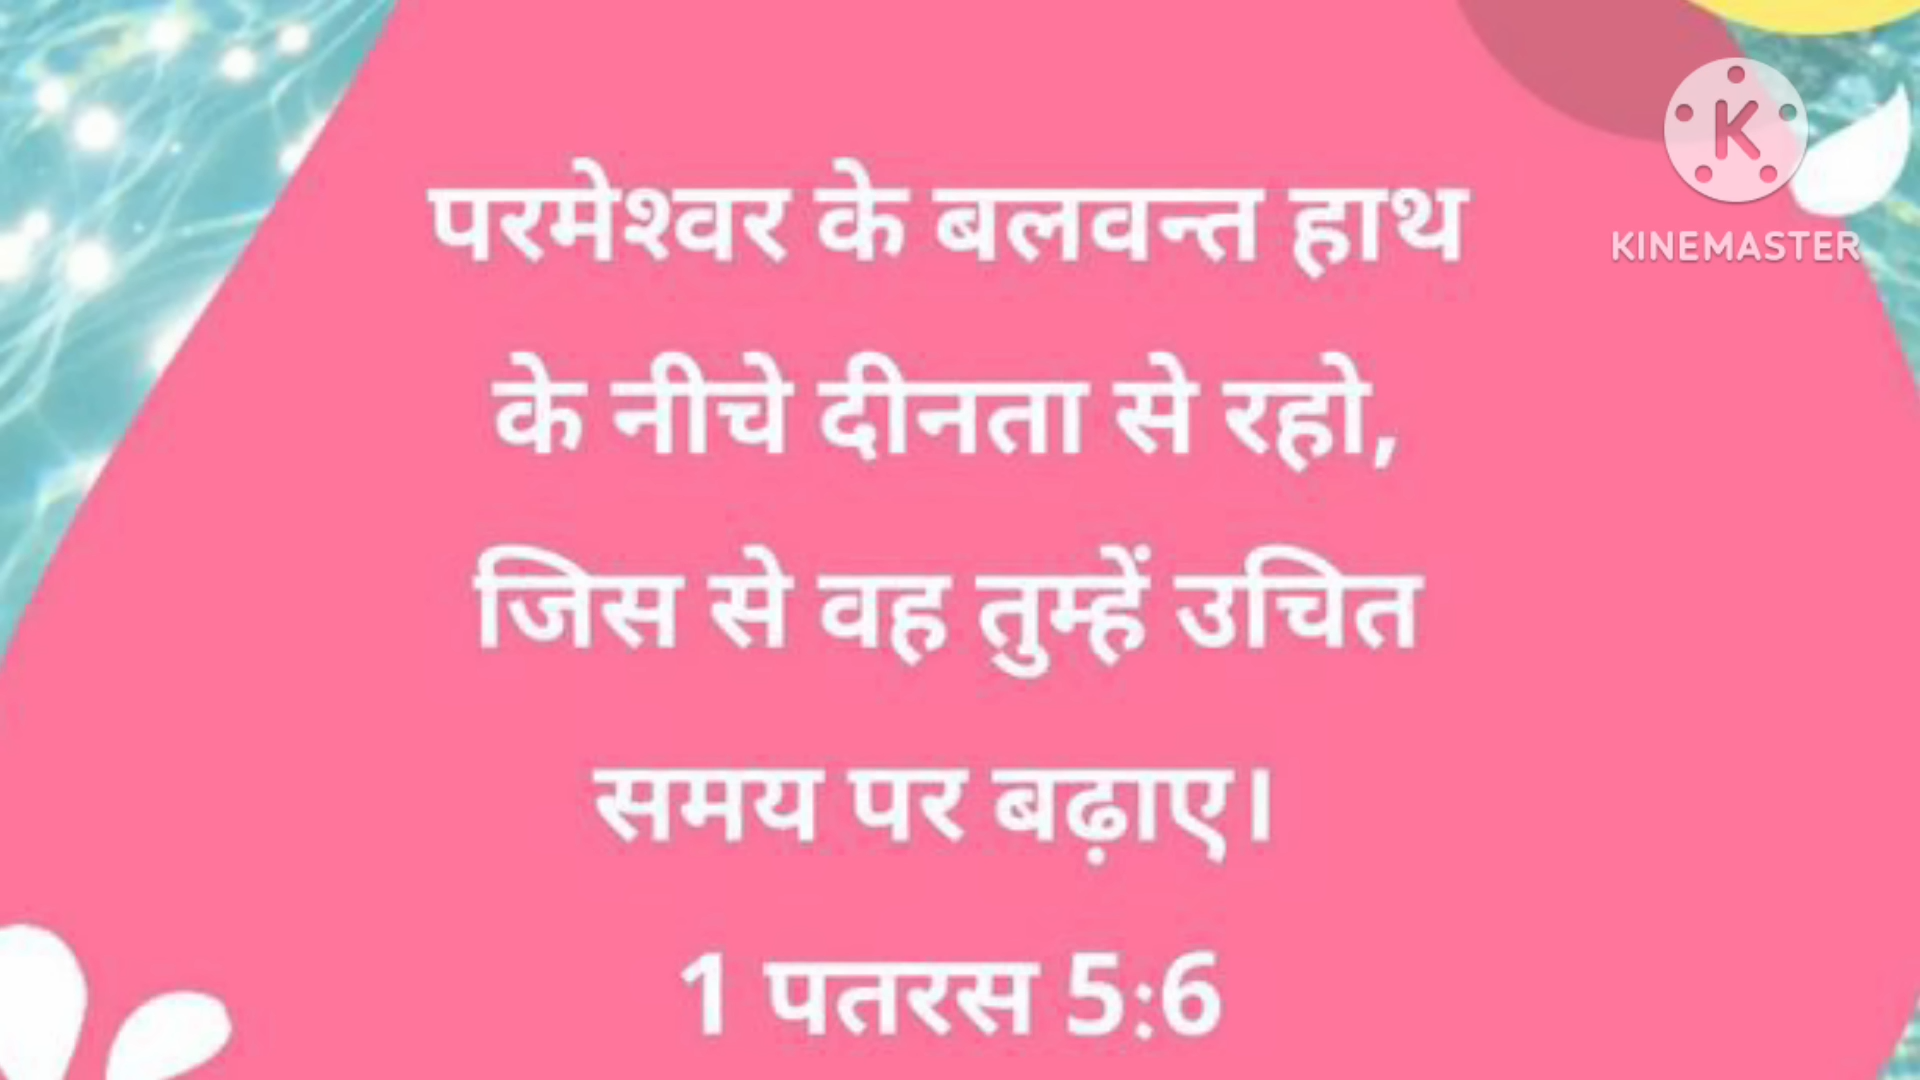 परमेश्वर के बलवन्त हाथ
के नीचे दीनता से रहो,
जिस से वह तुम्हें उचित
समय पर बढ़ाए।
1 पतरस 5:6
K
KINEMASTER